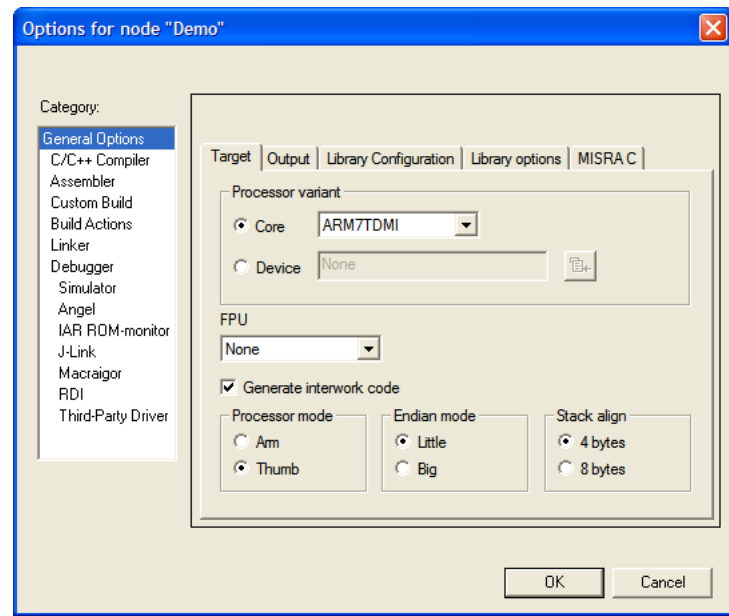 Options for node "Demo"
Category:
General Options
C/C++ Compiler
Assembler
Custom Build
Build Actions
Linker
Debugger
Simulator
Angel
IAR ROM-monitor
J-Link
Macraigor
RDI
Third-Party Driver
Target Output Library Configuration Library options MISRA C
Processor variant
Core ARM7TDMI
Device None
FPU
None
Generate interwork code
Processor mode
Arm
Thumb
Endian mode
Little
Big
Stack align
4 bytes
8 bytes
OK Cancel